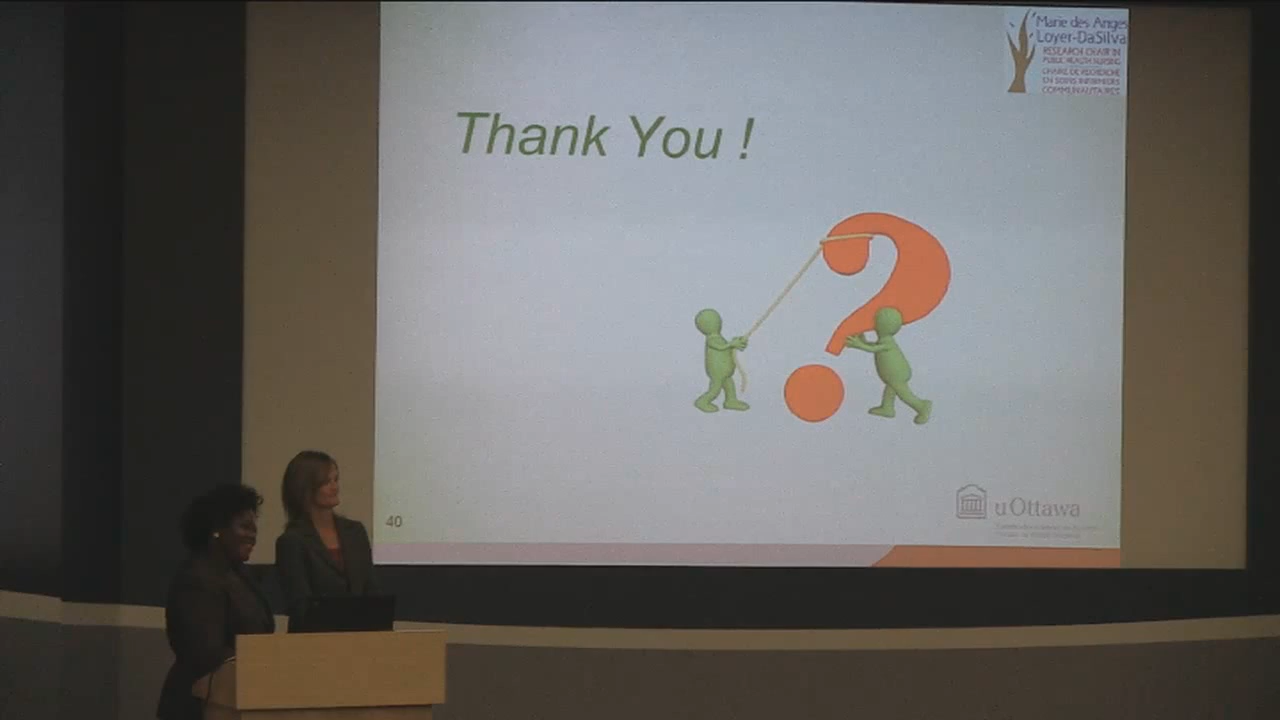 Marie des Anges
Loyer-DaSilva
RESEARCH CHAIR IN
PUBLIC HEALTH NURSING
CHAIRE DE RECHERCHE
EN SOINS INFIRMIERS
COMMUNAUTAIRES
Thank You !
?
uOttawa
40